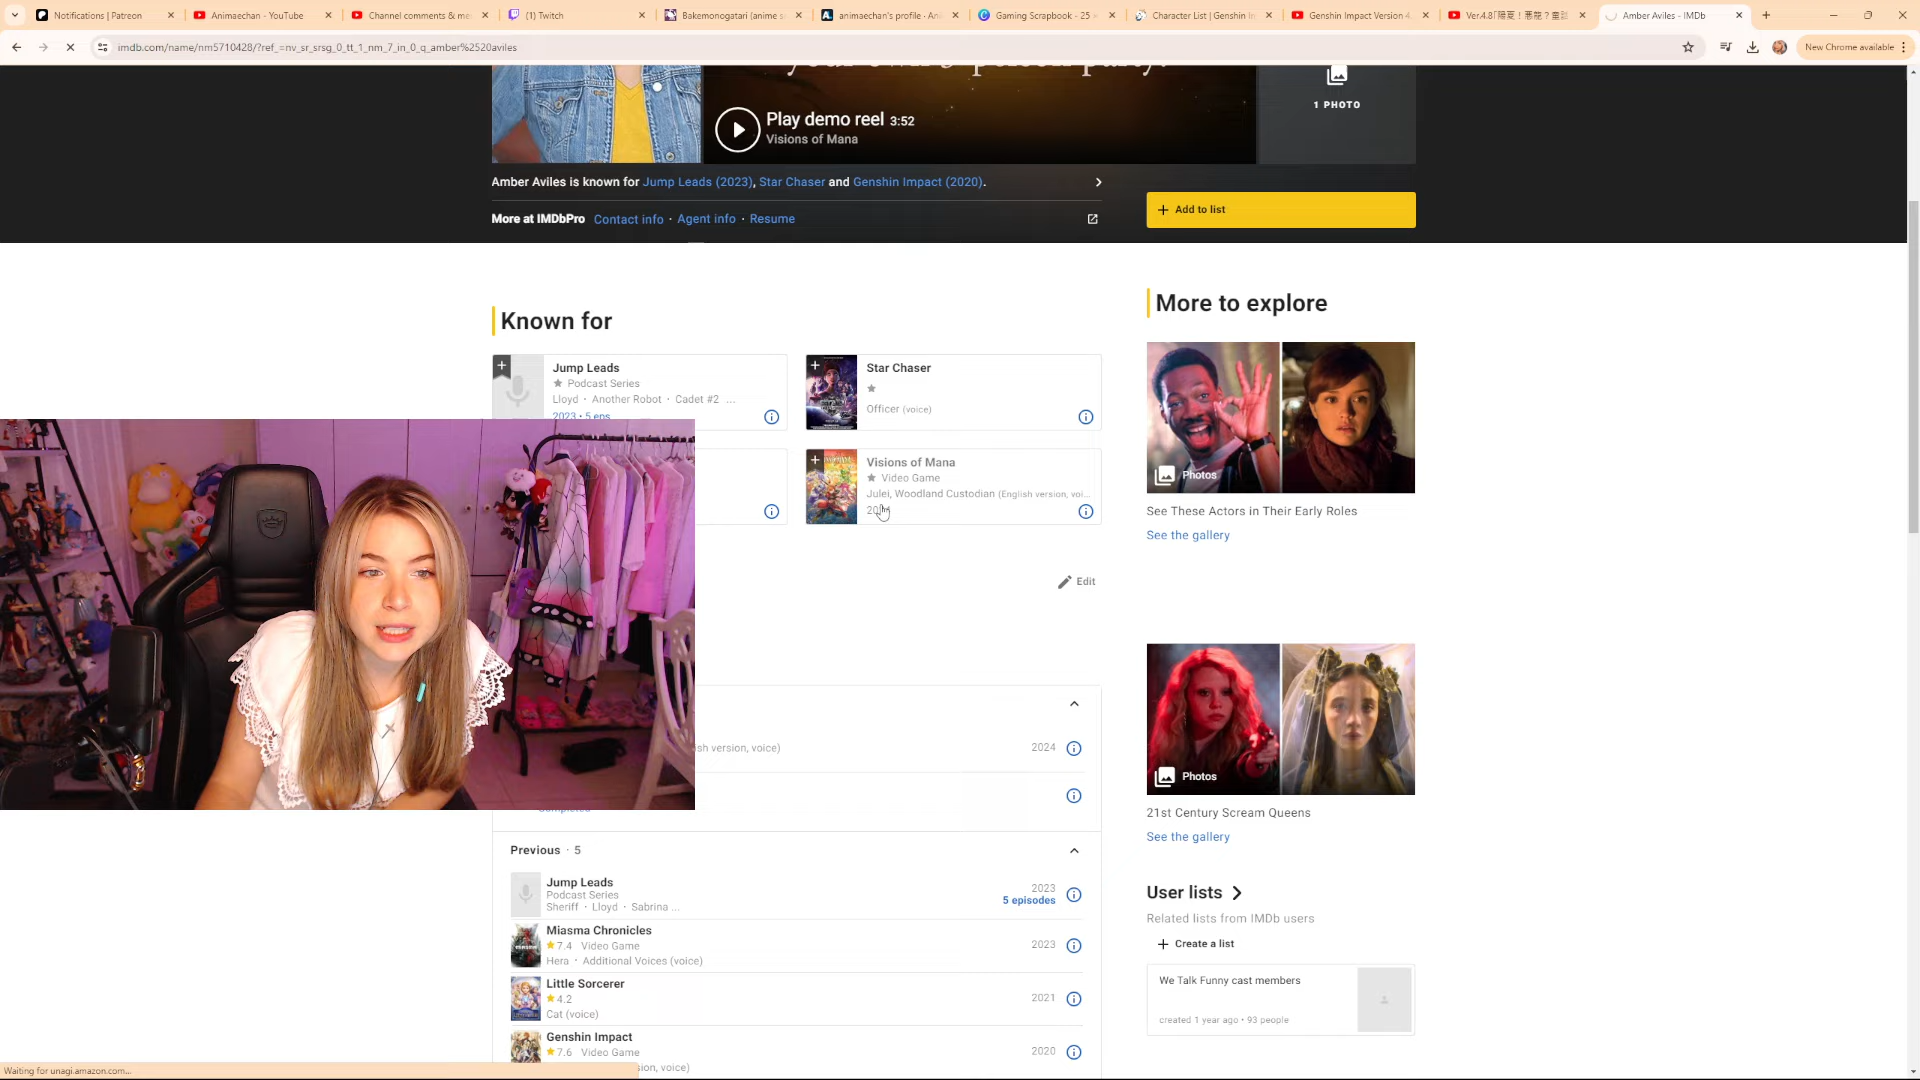 Notifications | Patreon
Animaechan - YouTube
Channel comments & me
(1) Twitch
Bakemonogatari (anime s
animaechan's profile - Ani
Gaming Scrapbook - 25
Character List | Genshin In
Genshin Impact Version 4.
Amber Aviles - IMDb
imdb.com/name/nm5710428/?ref_=nv_sr_srsg_0_tt_1_nm_7_in_0_q_amber%2520aviles
New Chrome available
Play demo reel 3:52
Visions of Mana
1 PHOTO
Amber Aviles is known for Jump Leads (2023), Star Chaser and Genshin Impact (2020).
More at IMDbPro Contact info · Agent info · Resume
+ Add to list
Known for
More to explore
Jump Leads
Podcast Series
Lloyd · Another Robot · Cadet #2 ...
2023 · 5 eps
Star Chaser
Officer (voice)
Visions of Mana
Video Game
Julei, Woodland Custodian (English version, voi...
Photos
See These Actors in Their Early Roles
See the gallery
Edit
sh version, voice)
2024
Completed
Photos
21st Century Scream Queens
See the gallery
Previous · 5
Jump Leads
Podcast Series
Sheriff · Lloyd · Sabrina ...
2023
5 episodes
Miasma Chronicles
7.4 Video Game
Hera · Additional Voices (voice)
2023
Little Sorcerer
4.2
Cat (voice)
2021
Genshin Impact
7.6 Video Game
sion, voice)
2020
User lists
Related lists from IMDb users
+ Create a list
We Talk Funny cast members
created 1 year ago · 93 people
Waiting for unagi.amazon.com...